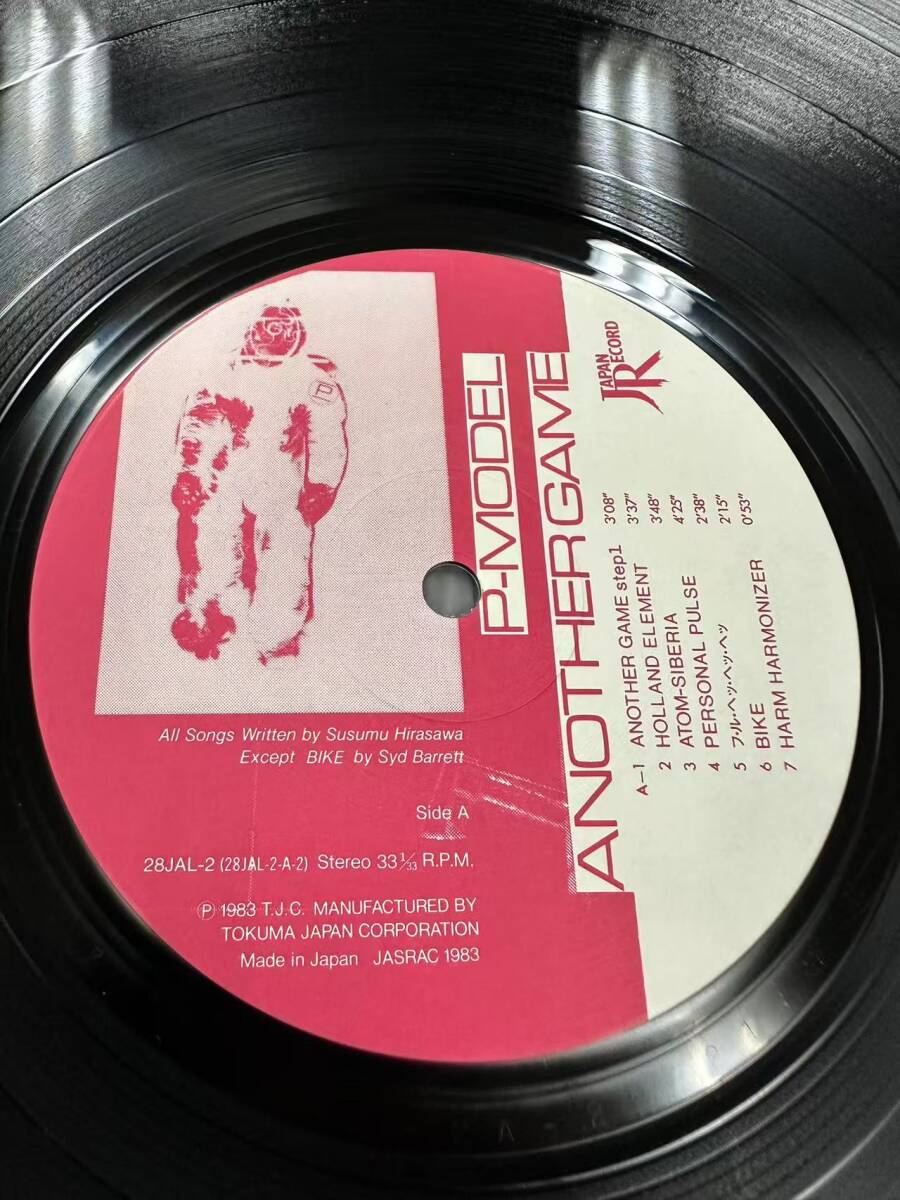 P-MODEL
ANOTHER GAME
JAPAN RECORD
JR
A-1 ANOTHER GAME step1 3'08"
2 HOLLAND ELEMENT 3'37"
3 ATOM-SIBERIA 3'48"
4 PERSONAL PULSE 4'25"
5 フ・ル・ヘッ・ヘッ・ヘッ 2'38"
6 BIKE 2'15"
7 HARM HARMONIZER 0'53"
All Songs Written by Susumu Hirasawa
Except BIKE by Syd Barrett
Side A
28JAL-2 (28JAL-2-A-2) Stereo 33 1/33 R.P.M.
Ⓟ 1983 T.J.C. MANUFACTURED BY
TOKUMA JAPAN CORPORATION
Made in Japan JASRAC 1983